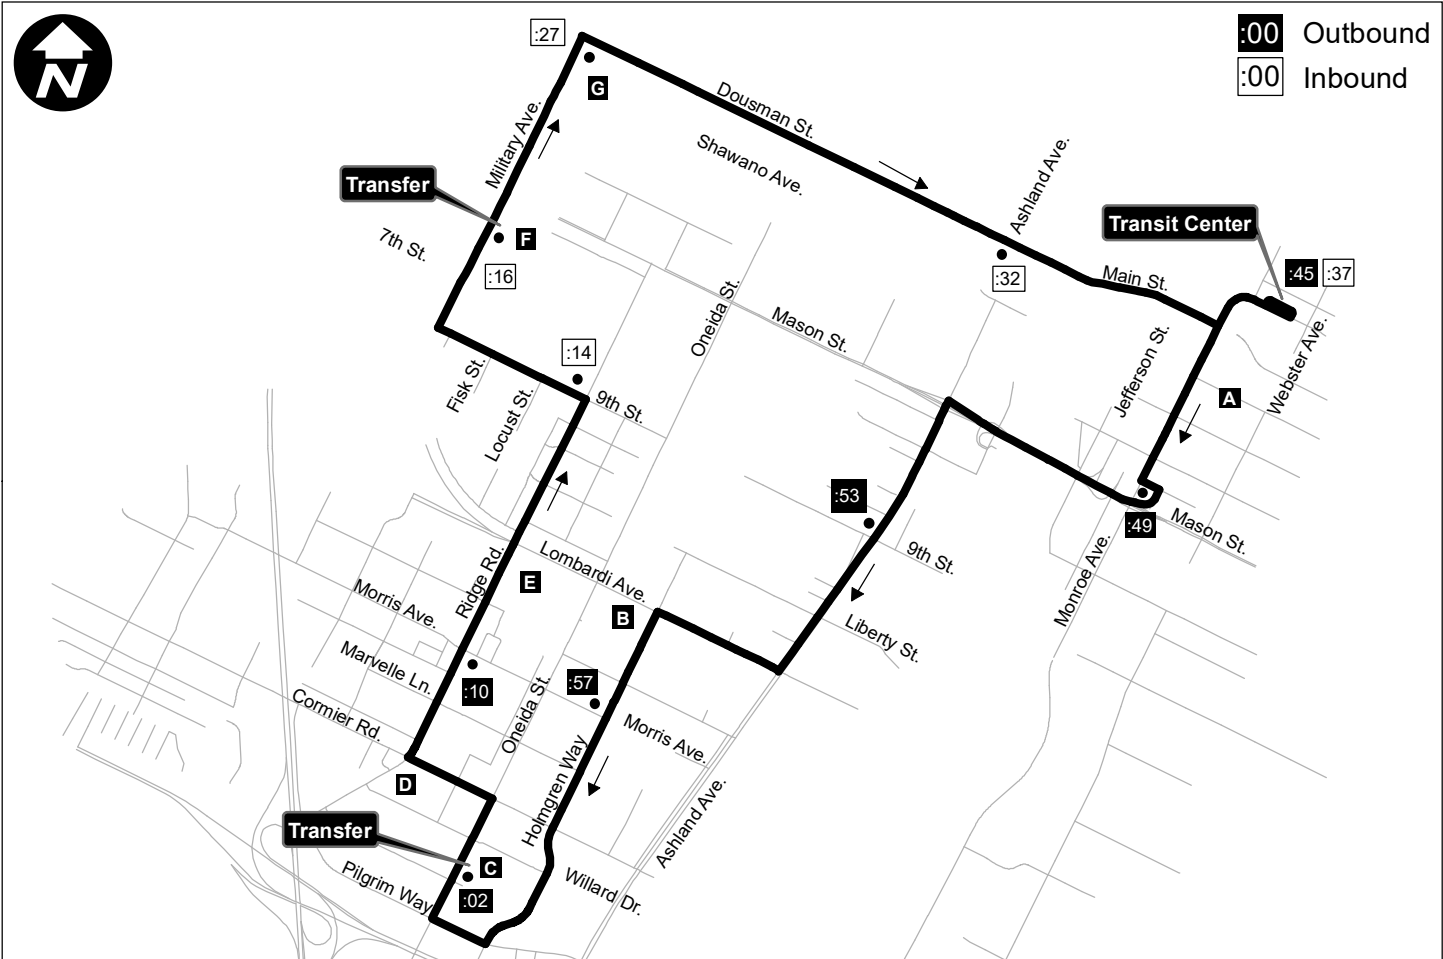 N
:00 Outbound
:00 Inbound
:27
G
Dousman St.
Military Ave.
Shawano Ave.
Ashland Ave.
Transfer
Transit Center
7th St.
F
:16
:32
Main St.
:45 :37
Oneida St.
Mason St.
Jefferson St.
Webster Ave.
:14
Fisk St.
Locust St.
9th St.
A
:53
:49
Mason St.
Lombardi Ave.
9th St.
Ridge Rd.
E
Monroe Ave.
Morris Ave.
B
Liberty St.
Marvelle Ln.
:10
:57
Cormier Rd.
Oneida St.
Morris Ave.
D
Holmgren Way
Ashland Ave.
Transfer
C
Pilgrim Way
:02
Willard Dr.